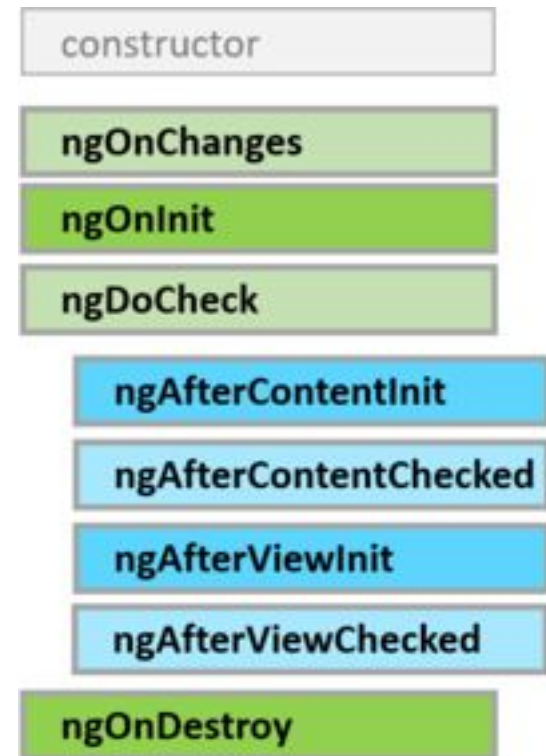 constructor
ngOnChanges
ngOnInit
ngDoCheck
ngAfterContentInit
ngAfterContentChecked
ngAfterViewInit
ngAfterViewChecked
ngOnDestroy